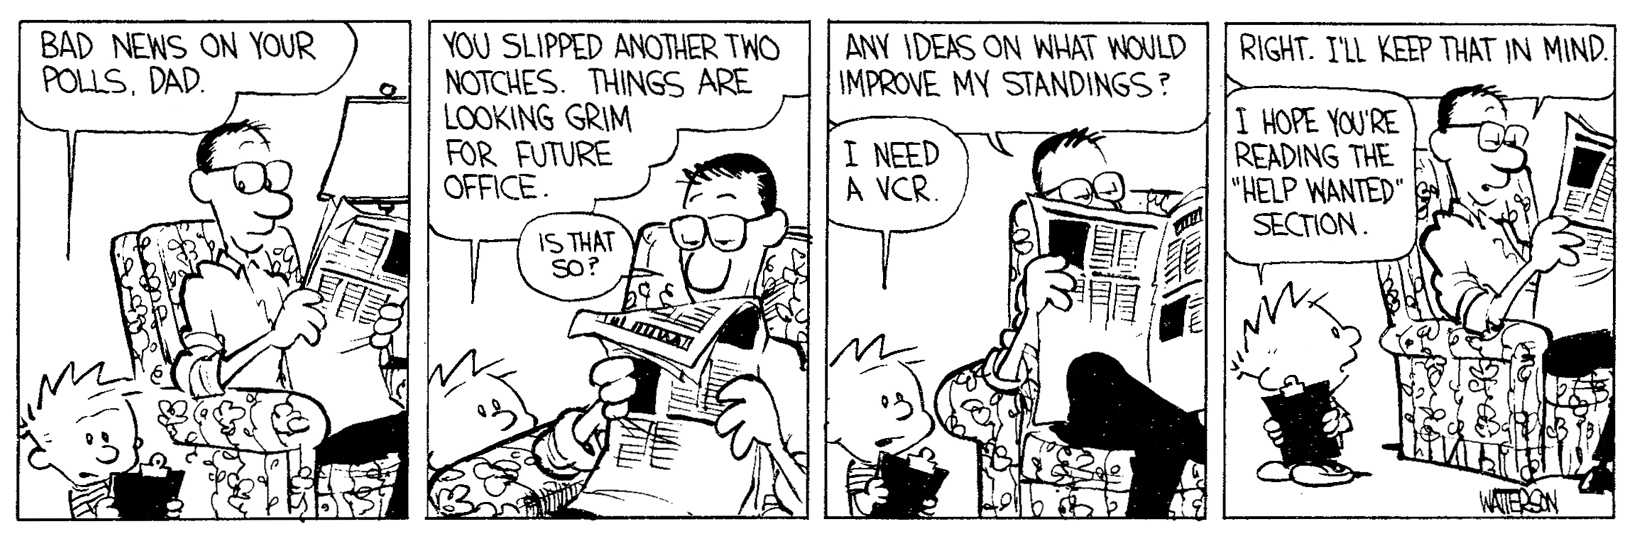 BAD NEWS ON YOUR
POLLS, DAD.
YOU SLIPPED ANOTHER TWO
NOTCHES. THINGS ARE
LOOKING GRIM
FOR FUTURE
OFFICE.
IS THAT
SO?
ANY IDEAS ON WHAT WOULD
IMPROVE MY STANDINGS?
I NEED
A VCR.
RIGHT. I'LL KEEP THAT IN MIND.
I HOPE YOU'RE
READING THE
"HELP WANTED"
SECTION.
WATTERSON